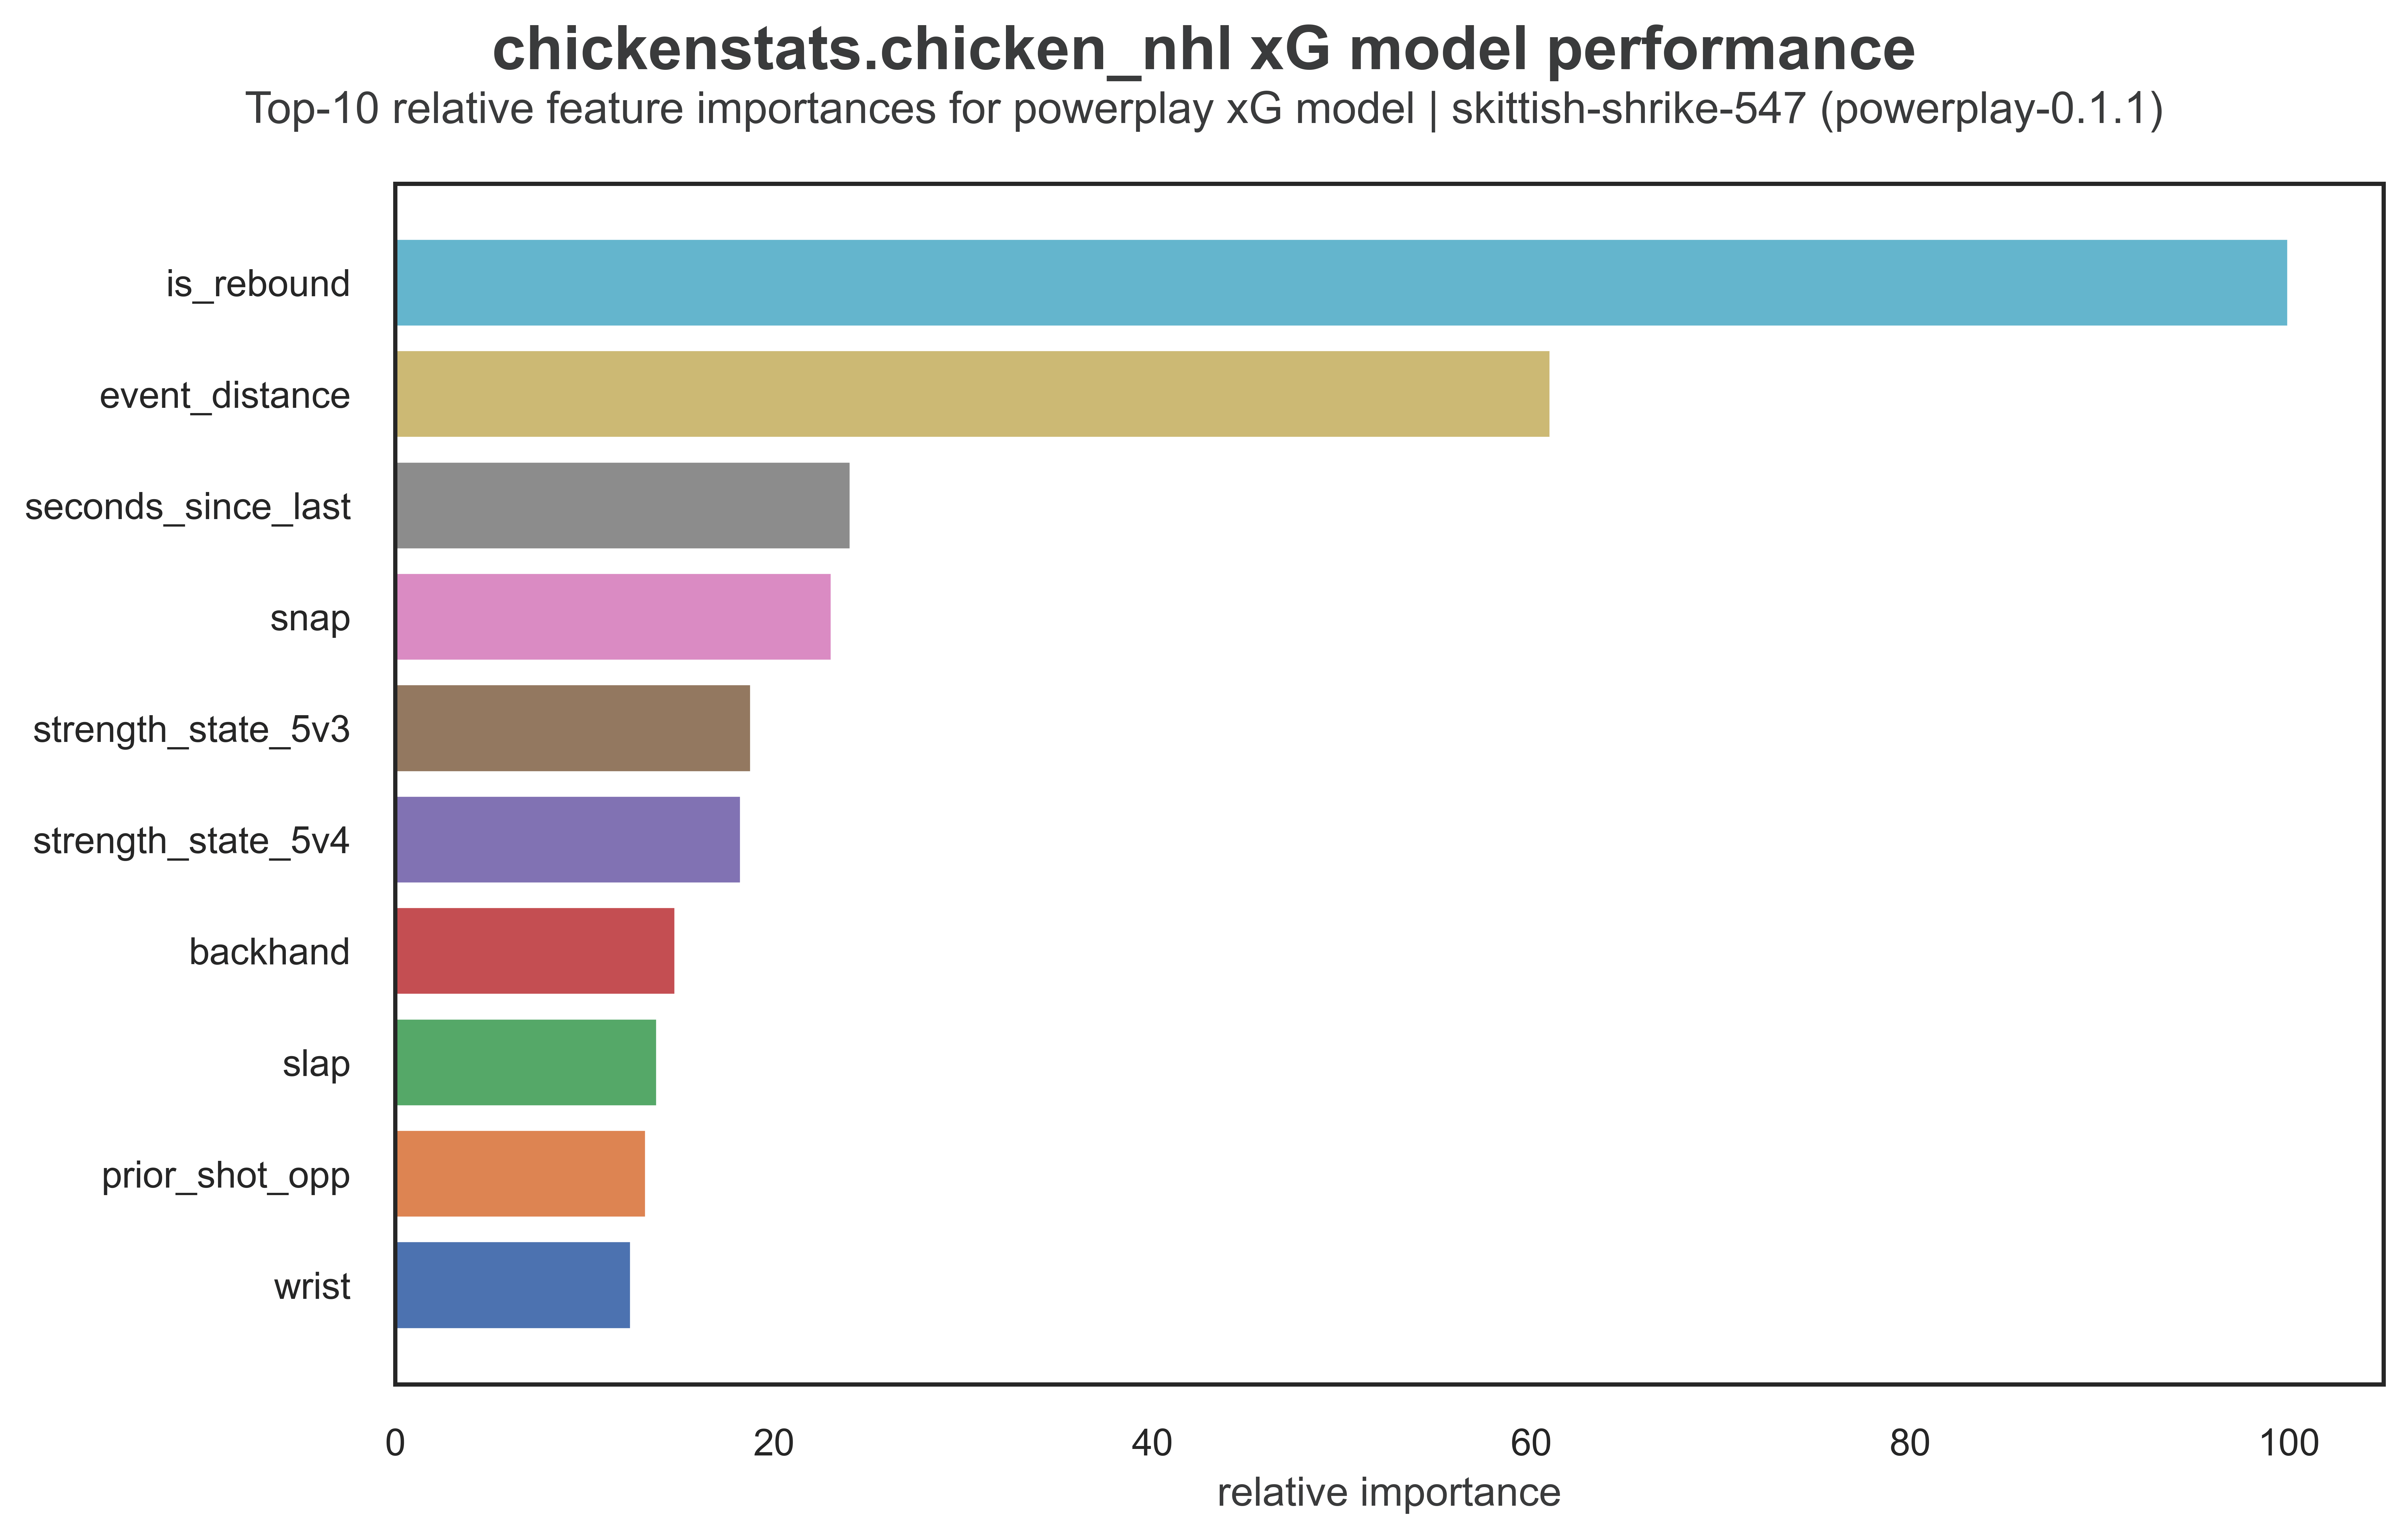 chickenstats.chicken_nhl xG model performance
Top-10 relative feature importances for powerplay xG model | skittish-shrike-547 (powerplay-0.1.1)
is_rebound
event_distance
seconds_since_last
snap
strength_state_5v3
strength_state_5v4
backhand
slap
prior_shot_opp
wrist
0 20 40 60 80 100
relative importance